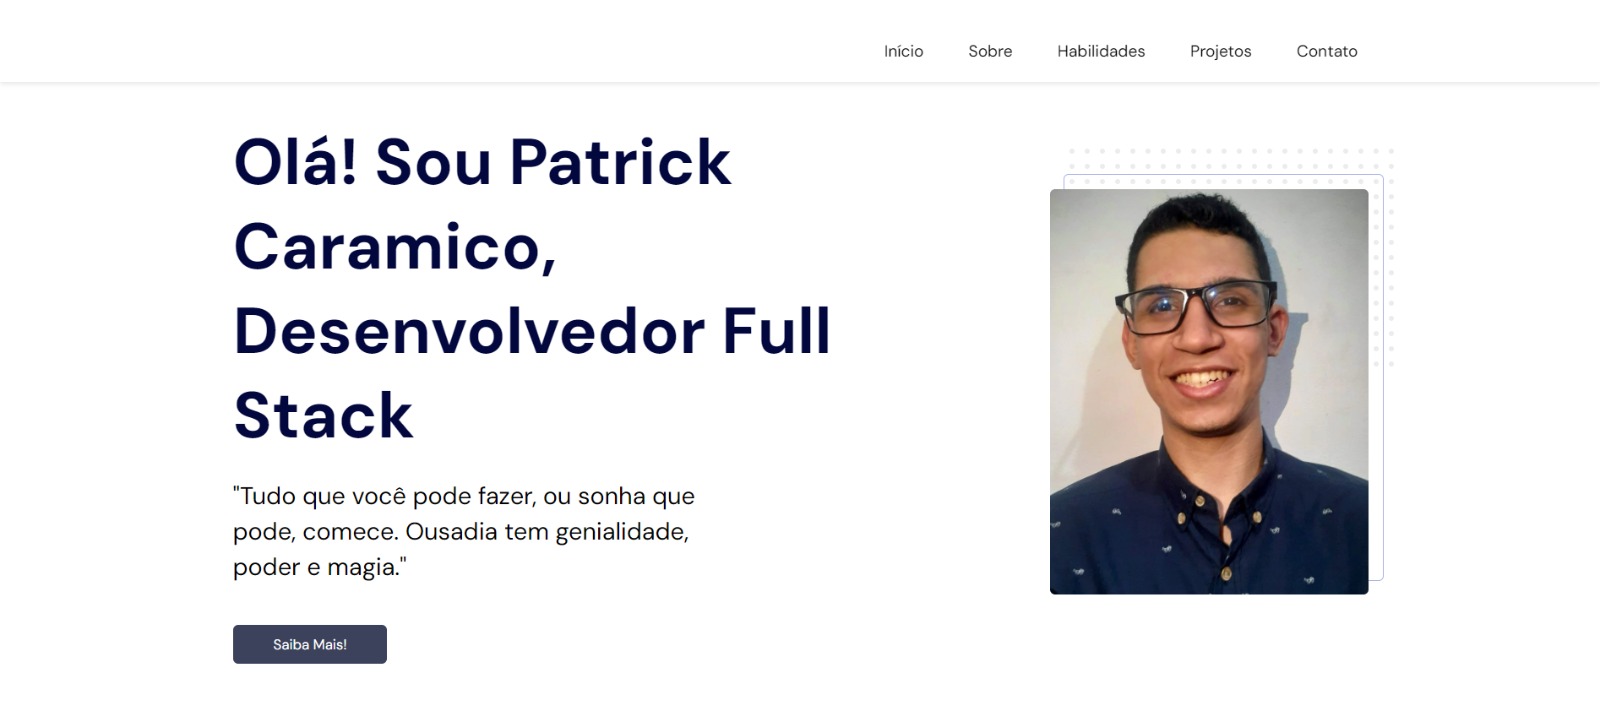 Início Sobre Habilidades Projetos Contato
Olá! Sou Patrick
Caramico,
Desenvolvedor Full
Stack
"Tudo que você pode fazer, ou sonha que
pode, comece. Ousadia tem genialidade,
poder e magia."
Saiba Mais!